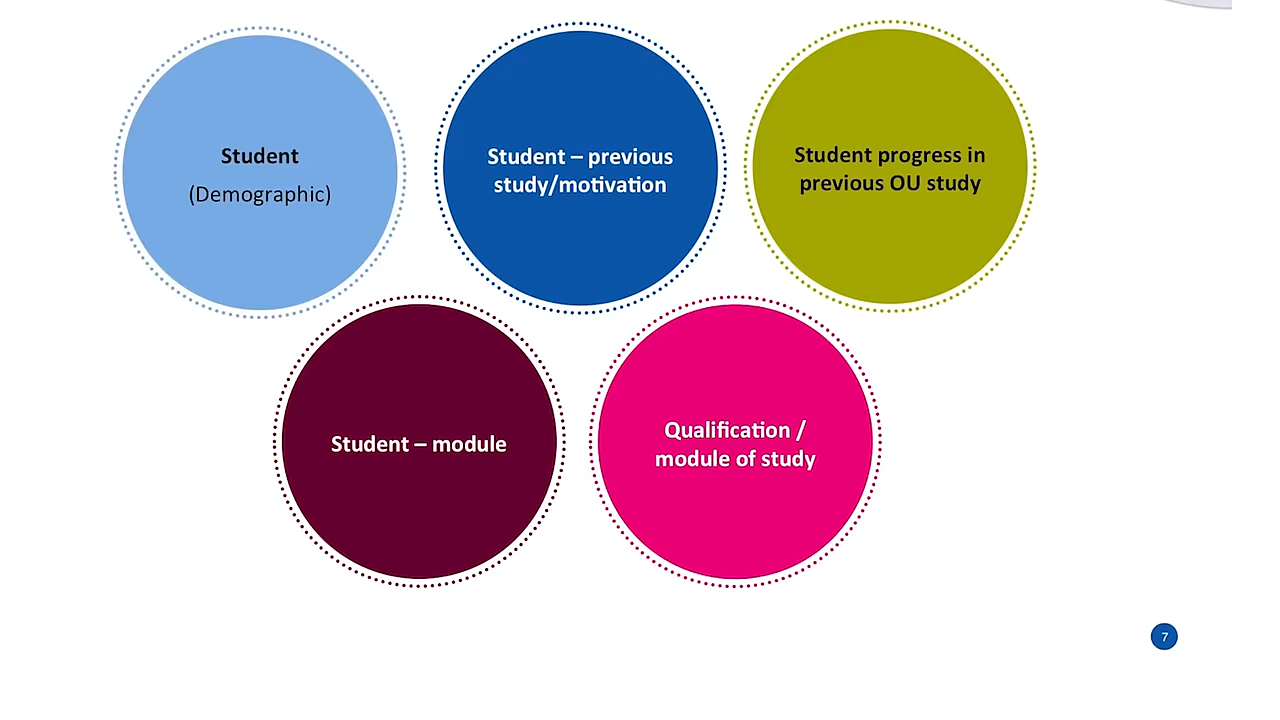 Student
(Demographic)
Student – previous
study/motivation
Student progress in
previous OU study
Student – module
Qualification /
module of study
7